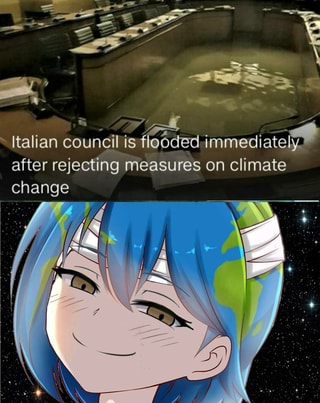 Italian council is flooded immediately
after rejecting measures on climate
change